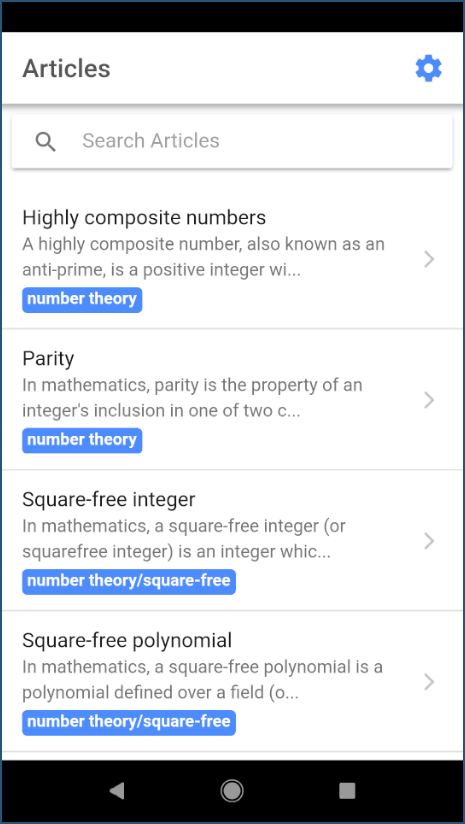 Articles
Search Articles
Highly composite numbers
A highly composite number, also known as an
anti-prime, is a positive integer wi...
number theory
Parity
In mathematics, parity is the property of an
integer's inclusion in one of two c...
number theory
Square-free integer
In mathematics, a square-free integer (or
squarefree integer) is an integer whic...
number theory/square-free
Square-free polynomial
In mathematics, a square-free polynomial is a
polynomial defined over a field (o...
number theory/square-free